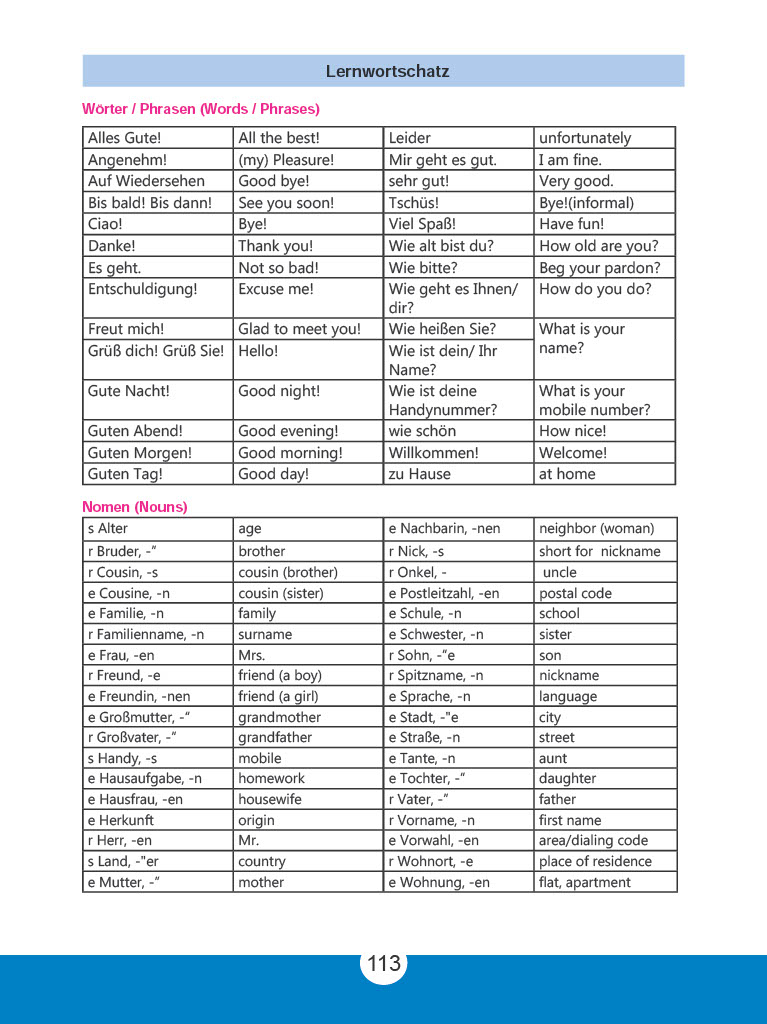 Lernwortschatz
Wörter / Phrasen (Words / Phrases)
Alles Gute! All the best! Leider unfortunately
Angenehm! (my) Pleasure! Mir geht es gut. I am fine.
Auf Wiedersehen Good bye! sehr gut! Very good.
Bis bald! Bis dann! See you soon! Tschüs! Bye!(informal)
Ciao! Bye! Viel Spaß! Have fun!
Danke! Thank you! Wie alt bist du? How old are you?
Es geht. Not so bad! Wie bitte? Beg your pardon?
Entschuldigung! Excuse me! Wie geht es Ihnen/ How do you do?
dir?
Freut mich! Glad to meet you! Wie heißen Sie? What is your
name?
Grüß dich! Grüß Sie! Hello! Wie ist dein/ Ihr
Name?
Gute Nacht! Good night! Wie ist deine What is your
Handynummer? mobile number?
Guten Abend! Good evening! wie schön How nice!
Guten Morgen! Good morning! Willkommen! Welcome!
Guten Tag! Good day! zu Hause at home
Nomen (Nouns)
s Alter age e Nachbarin, -nen neighbor (woman)
r Bruder, -“ brother r Nick, -s short for nickname
r Cousin, -s cousin (brother) r Onkel, - uncle
e Cousine, -n cousin (sister) e Postleitzahl, -en postal code
e Familie, -n family e Schule, -n school
r Familienname, -n surname e Schwester, -n sister
e Frau, -en Mrs. r Sohn, -“e son
r Freund, -e friend (a boy) r Spitzname, -n nickname
e Freundin, -nen friend (a girl) e Sprache, -n language
e Großmutter, -“ grandmother e Stadt, -"e city
r Großvater, -“ grandfather e Straße, -n street
s Handy, -s mobile e Tante, -n aunt
e Hausaufgabe, -n homework e Tochter, -“ daughter
e Hausfrau, -en housewife r Vater, -“ father
e Herkunft origin r Vorname, -n first name
r Herr, -en Mr. e Vorwahl, -en area/dialing code
s Land, -"er country r Wohnort, -e place of residence
e Mutter, -“ mother e Wohnung, -en flat, apartment
113